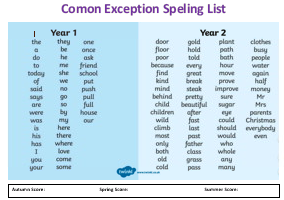 Comon Exception Speling List
Year 1
the they one
a be once
do he ask
to me friend
today she school
of we put
said no push
says go pull
are so full
were by house
was my our
is here
his there
has where
I love
you come
your some
Year 2
door gold plant clothes
floor hold path busy
poor told bath people
because every hour water
find great move again
kind break prove half
mind steak improve money
behind pretty sure Mr
child beautiful sugar Mrs
children after eye parents
wild fast could Christmas
climb last should everybody
most past would even
only father who
both class whole
old grass any
cold pass many
twinkl
Autumn Score: Spring Score: Summer Score: